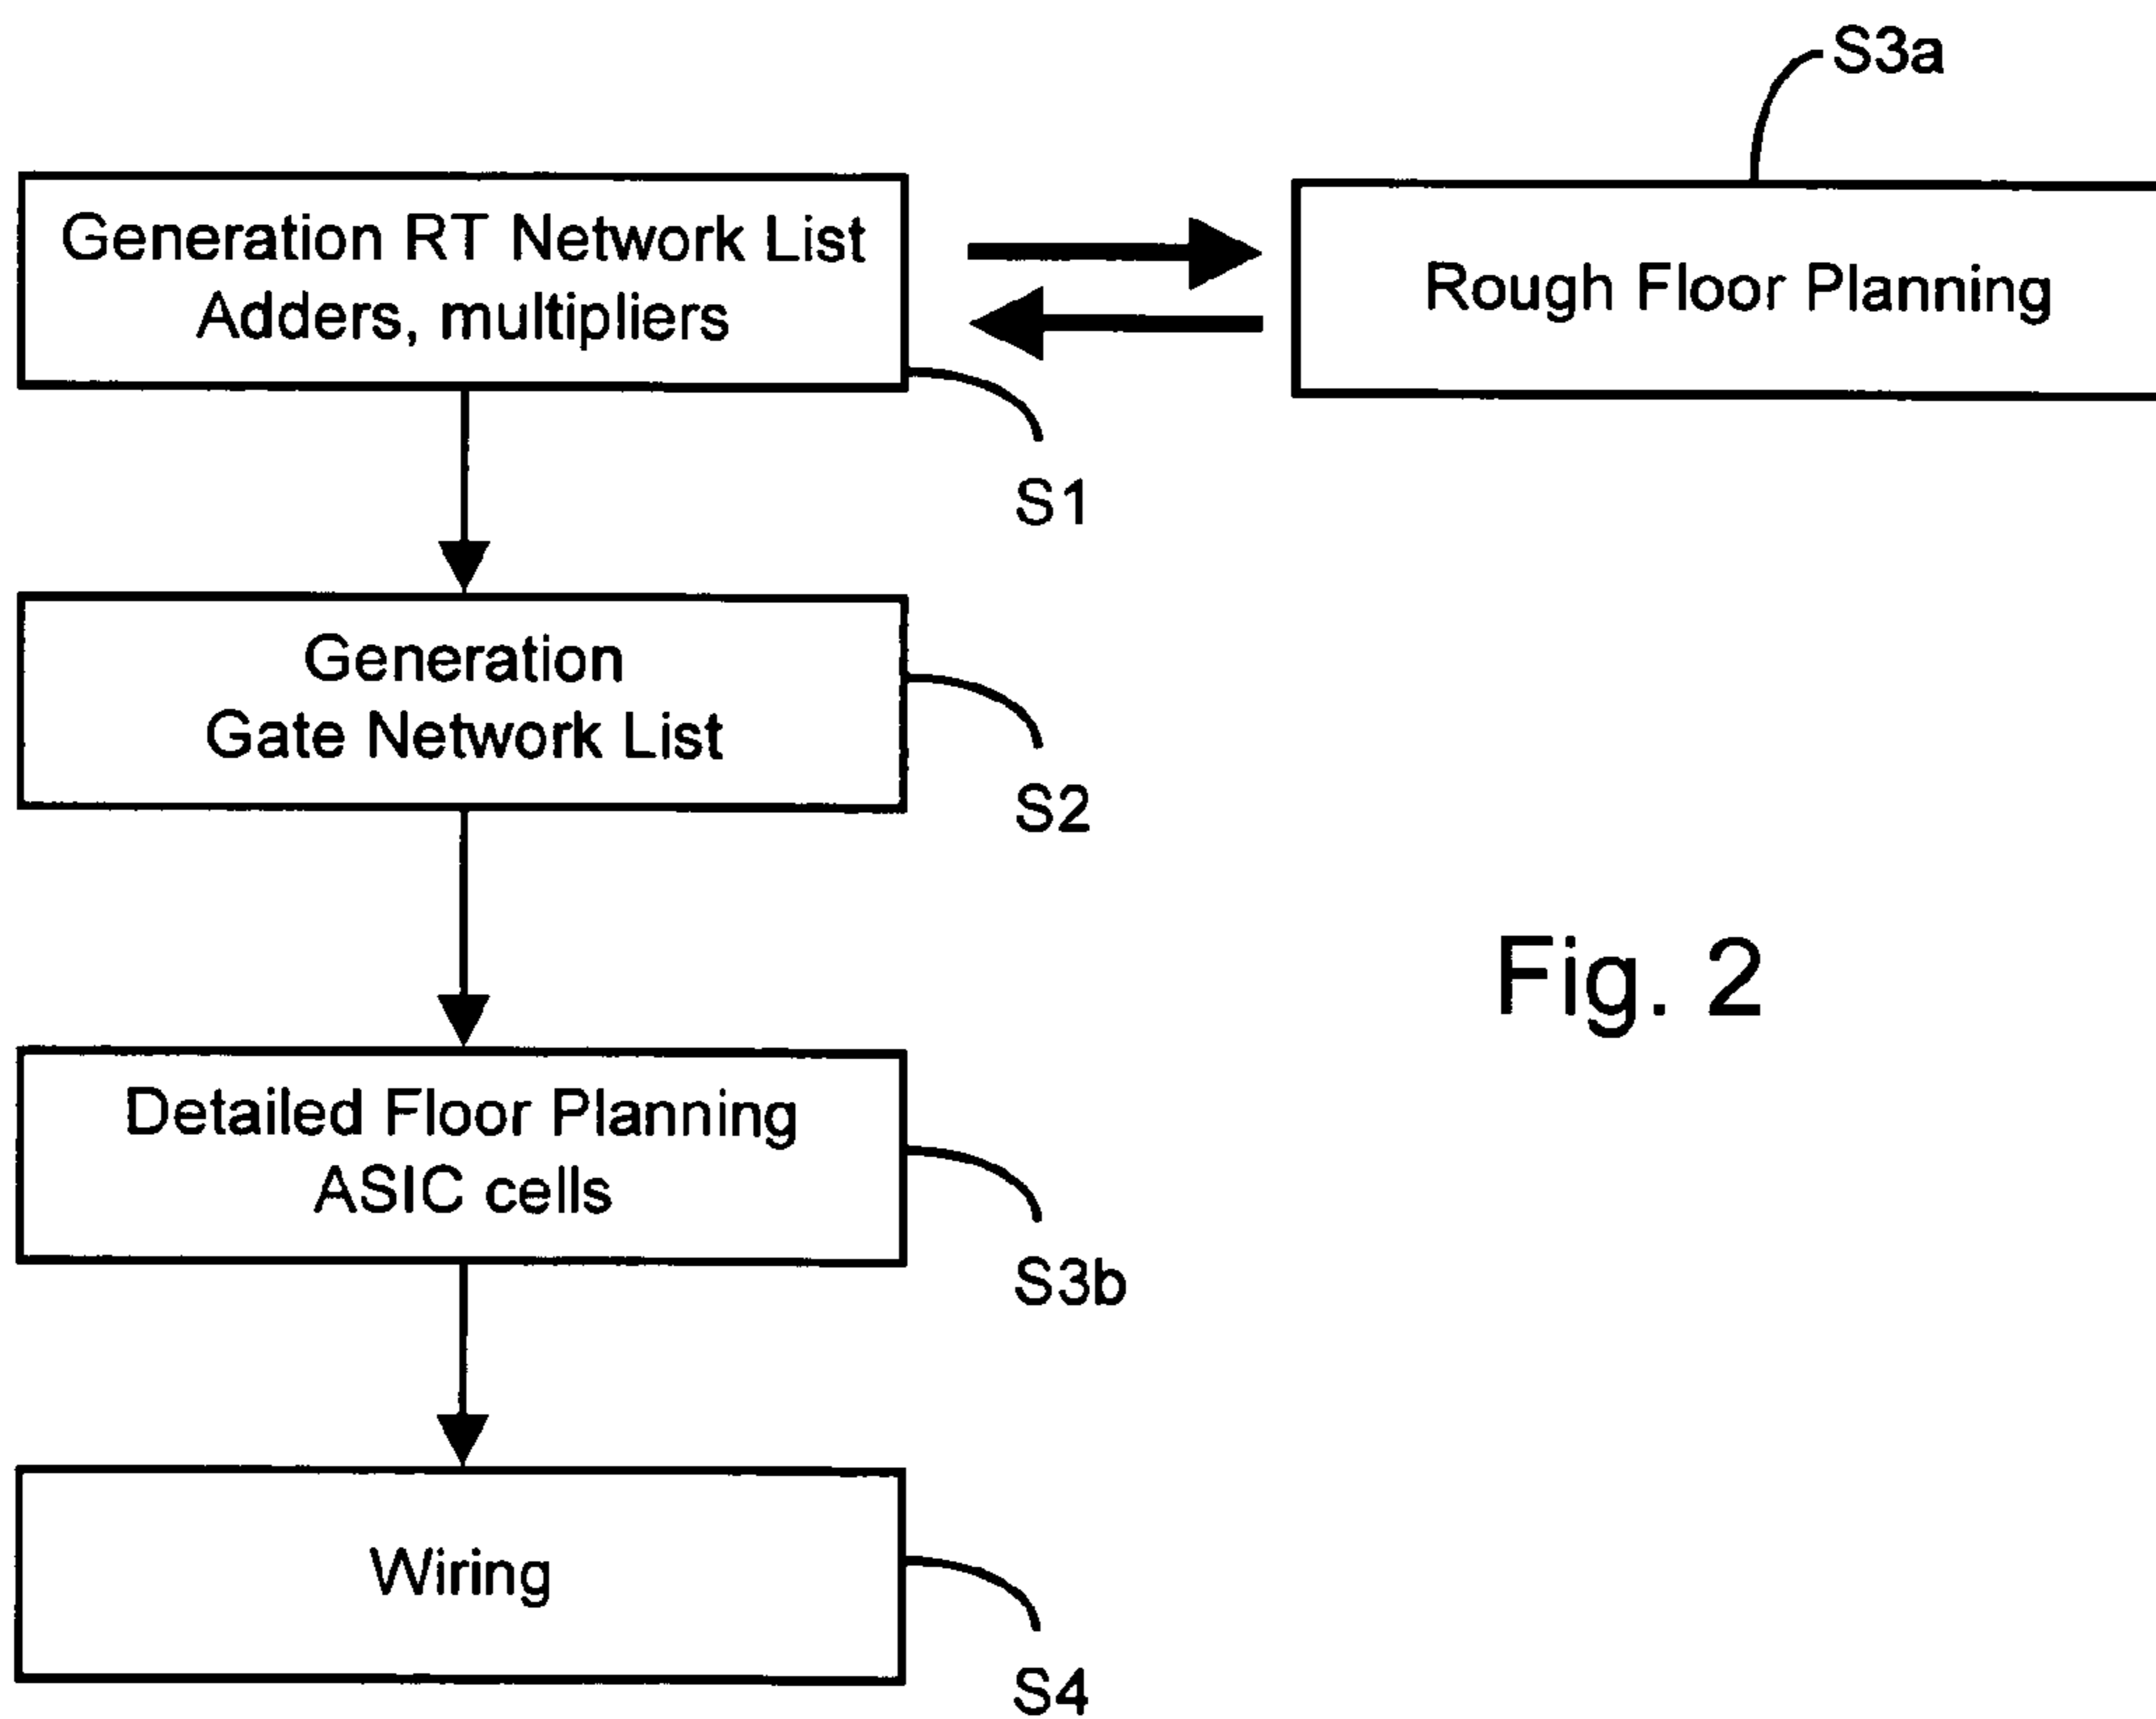 S3a
Generation RT Network List
Adders, multipliers
Rough Floor Planning
S1
Generation
Gate Network List
S2
Fig. 2
Detailed Floor Planning
ASIC cells
S3b
Wiring
S4